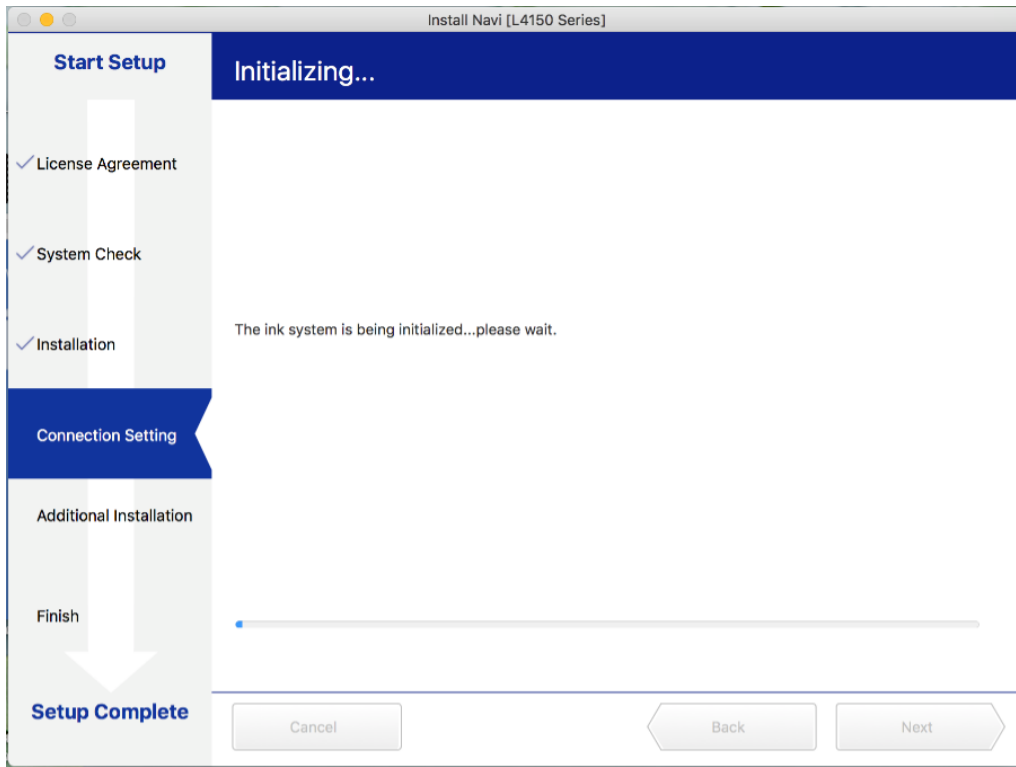 Install Navi [L4150 Series]
Start Setup
License Agreement
System Check
Installation
Connection Setting
Additional Installation
Finish
Setup Complete
Initializing...
The ink system is being initialized...please wait.
Cancel
Back
Next